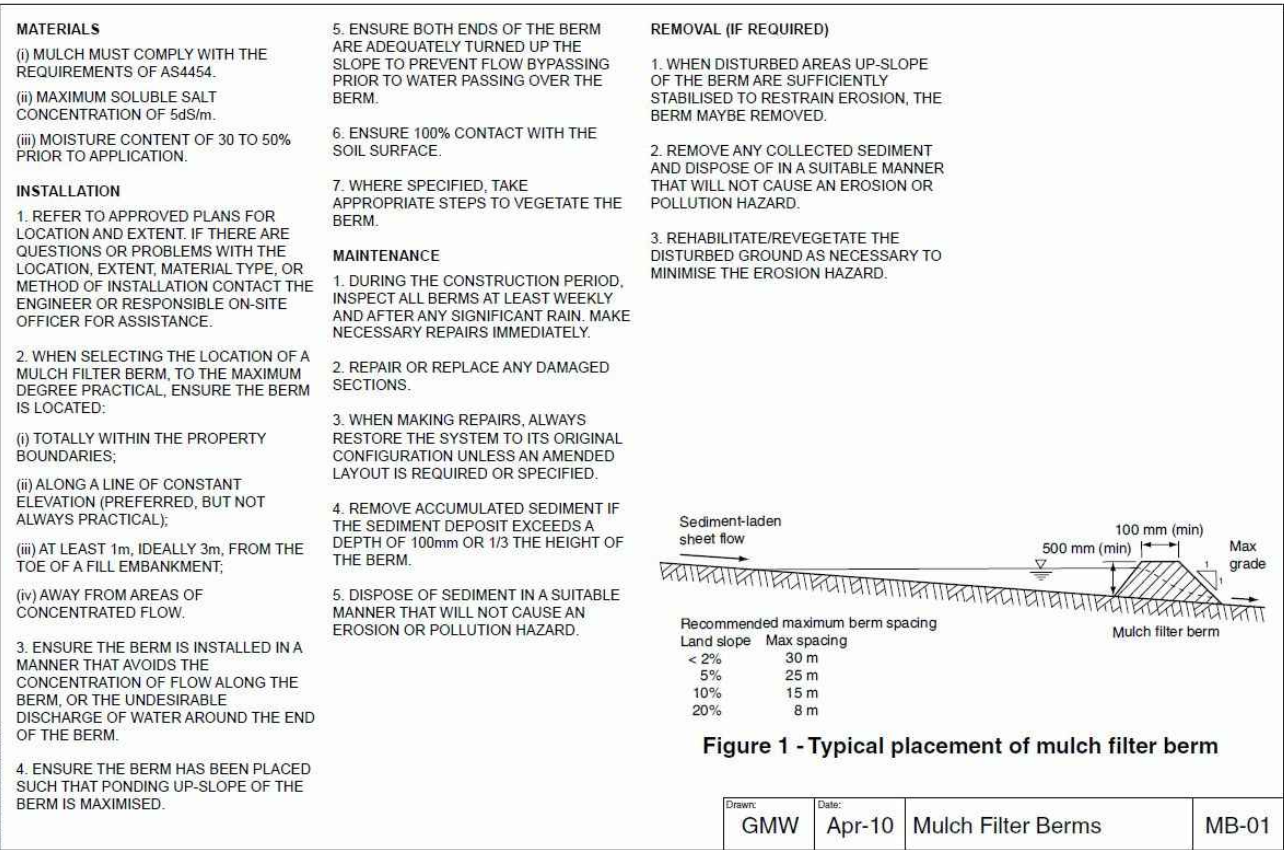 MATERIALS
(i) MULCH MUST COMPLY WITH THE
REQUIREMENTS OF AS4454.
(ii) MAXIMUM SOLUBLE SALT
CONCENTRATION OF 5dS/m.
(iii) MOISTURE CONTENT OF 30 TO 50%
PRIOR TO APPLICATION.
INSTALLATION
1. REFER TO APPROVED PLANS FOR
LOCATION AND EXTENT. IF THERE ARE
QUESTIONS OR PROBLEMS WITH THE
LOCATION, EXTENT, MATERIAL TYPE, OR
METHOD OF INSTALLATION CONTACT THE
ENGINEER OR RESPONSIBLE ON-SITE
OFFICER FOR ASSISTANCE.
2. WHEN SELECTING THE LOCATION OF A
MULCH FILTER BERM, TO THE MAXIMUM
DEGREE PRACTICAL, ENSURE THE BERM
IS LOCATED:
(i) TOTALLY WITHIN THE PROPERTY
BOUNDARIES;
(ii) ALONG A LINE OF CONSTANT
ELEVATION (PREFERRED, BUT NOT
ALWAYS PRACTICAL);
(iii) AT LEAST 1m, IDEALLY 3m, FROM THE
TOE OF A FILL EMBANKMENT;
(iv) AWAY FROM AREAS OF
CONCENTRATED FLOW.
3. ENSURE THE BERM IS INSTALLED IN A
MANNER THAT AVOIDS THE
CONCENTRATION OF FLOW ALONG THE
BERM, OR THE UNDESIRABLE
DISCHARGE OF WATER AROUND THE END
OF THE BERM.
4. ENSURE THE BERM HAS BEEN PLACED
SUCH THAT PONDING UP-SLOPE OF THE
BERM IS MAXIMISED.
5. ENSURE BOTH ENDS OF THE BERM
ARE ADEQUATELY TURNED UP THE
SLOPE TO PREVENT FLOW BYPASSING
PRIOR TO WATER PASSING OVER THE
BERM.
6. ENSURE 100% CONTACT WITH THE
SOIL SURFACE.
7. WHERE SPECIFIED, TAKE
APPROPRIATE STEPS TO VEGETATE THE
BERM.
MAINTENANCE
1. DURING THE CONSTRUCTION PERIOD,
INSPECT ALL BERMS AT LEAST WEEKLY
AND AFTER ANY SIGNIFICANT RAIN. MAKE
NECESSARY REPAIRS IMMEDIATELY.
2. REPAIR OR REPLACE ANY DAMAGED
SECTIONS.
3. WHEN MAKING REPAIRS, ALWAYS
RESTORE THE SYSTEM TO ITS ORIGINAL
CONFIGURATION UNLESS AN AMENDED
LAYOUT IS REQUIRED OR SPECIFIED.
4. REMOVE ACCUMULATED SEDIMENT IF
THE SEDIMENT DEPOSIT EXCEEDS A
DEPTH OF 100mm OR 1/3 THE HEIGHT OF
THE BERM.
5. DISPOSE OF SEDIMENT IN A SUITABLE
MANNER THAT WILL NOT CAUSE AN
EROSION OR POLLUTION HAZARD.
REMOVAL (IF REQUIRED)
1. WHEN DISTURBED AREAS UP-SLOPE
OF THE BERM ARE SUFFICIENTLY
STABILISED TO RESTRAIN EROSION, THE
BERM MAYBE REMOVED.
2. REMOVE ANY COLLECTED SEDIMENT
AND DISPOSE OF IN A SUITABLE MANNER
THAT WILL NOT CAUSE AN EROSION OR
POLLUTION HAZARD.
3. REHABILITATE/REVEGETATE THE
DISTURBED GROUND AS NECESSARY TO
MINIMISE THE EROSION HAZARD.
Sediment-laden
sheet flow
100 mm (min)
500 mm (min)
Max
grade
1
1
Mulch filter berm
Recommended maximum berm spacing
Land slope Max spacing
< 2% 30 m
5% 25 m
10% 15 m
20% 8 m
Figure 1 - Typical placement of mulch filter berm
Drawn:
GMW
Date:
Apr-10
Mulch Filter Berms
MB-01